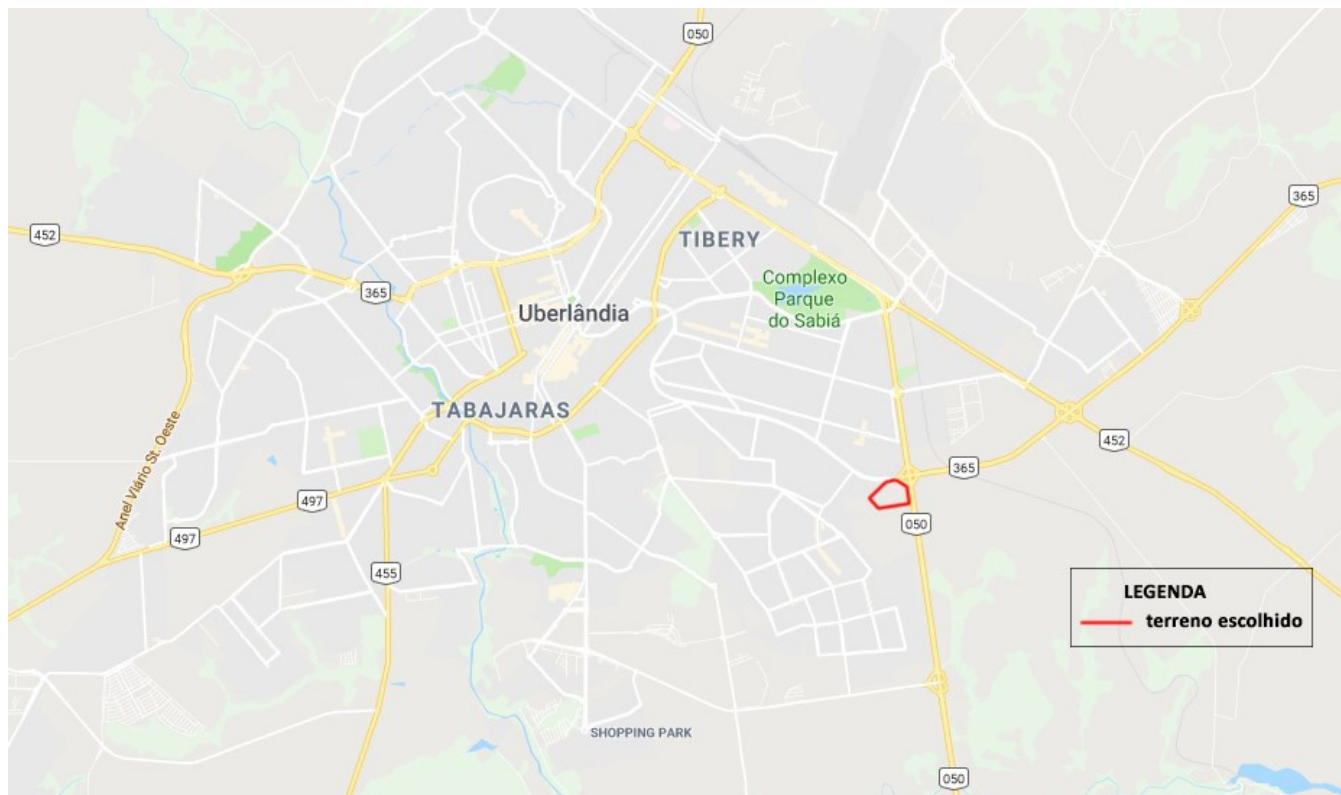 050
365
452
TIBERY
Complexo
Parque
do Sabiá
365
Uberlândia
TABAJARAS
452
365
Anel Viário St. Oeste
497
050
497
455
LEGENDA
terreno escolhido
SHOPPING PARK
050